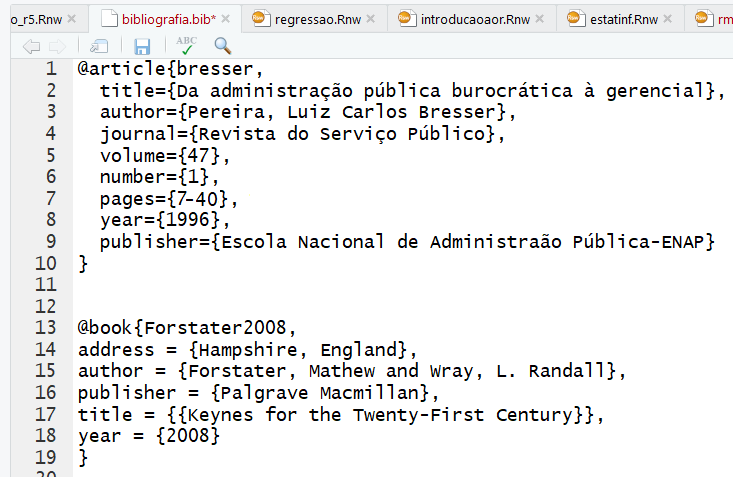 o_r5.Rnw bibliografia.bib* regressao.Rnw introducaoaor.Rnw estatinf.Rnw rm
ABC
1 @article{bresser,
2 title={Da administração pública burocrática à gerencial},
3 author={Pereira, Luiz Carlos Bresser},
4 journal={Revista do Serviço Público},
5 volume={47},
6 number={1},
7 pages={7-40},
8 year={1996},
9 publisher={Escola Nacional de Administraão Pública-ENAP}
10 }
11
12
13 @book{Forstater2008,
14 address = {Hampshire, England},
15 author = {Forstater, Mathew and Wray, L. Randall},
16 publisher = {Palgrave Macmillan},
17 title = {{Keynes for the Twenty-First Century}},
18 year = {2008}
19 }